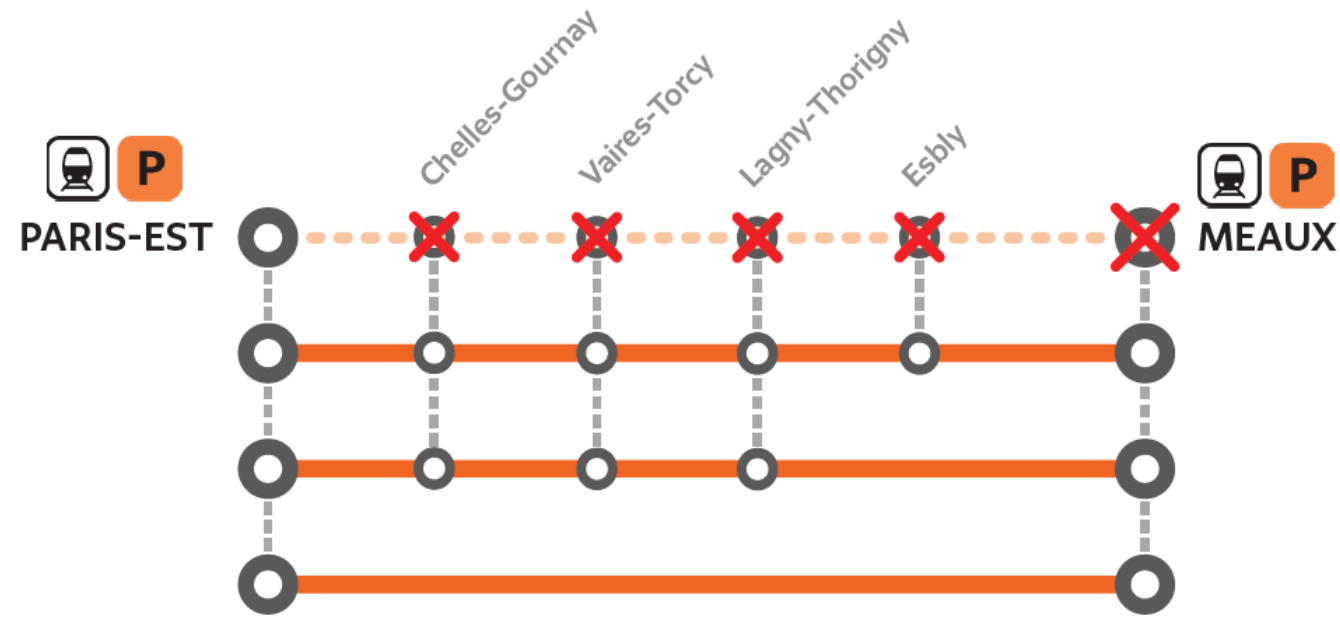 Chelles-Gournay
Vaires-Torcy
Lagny-Thorigny
Esbly
P
PARIS-EST
P
MEAUX